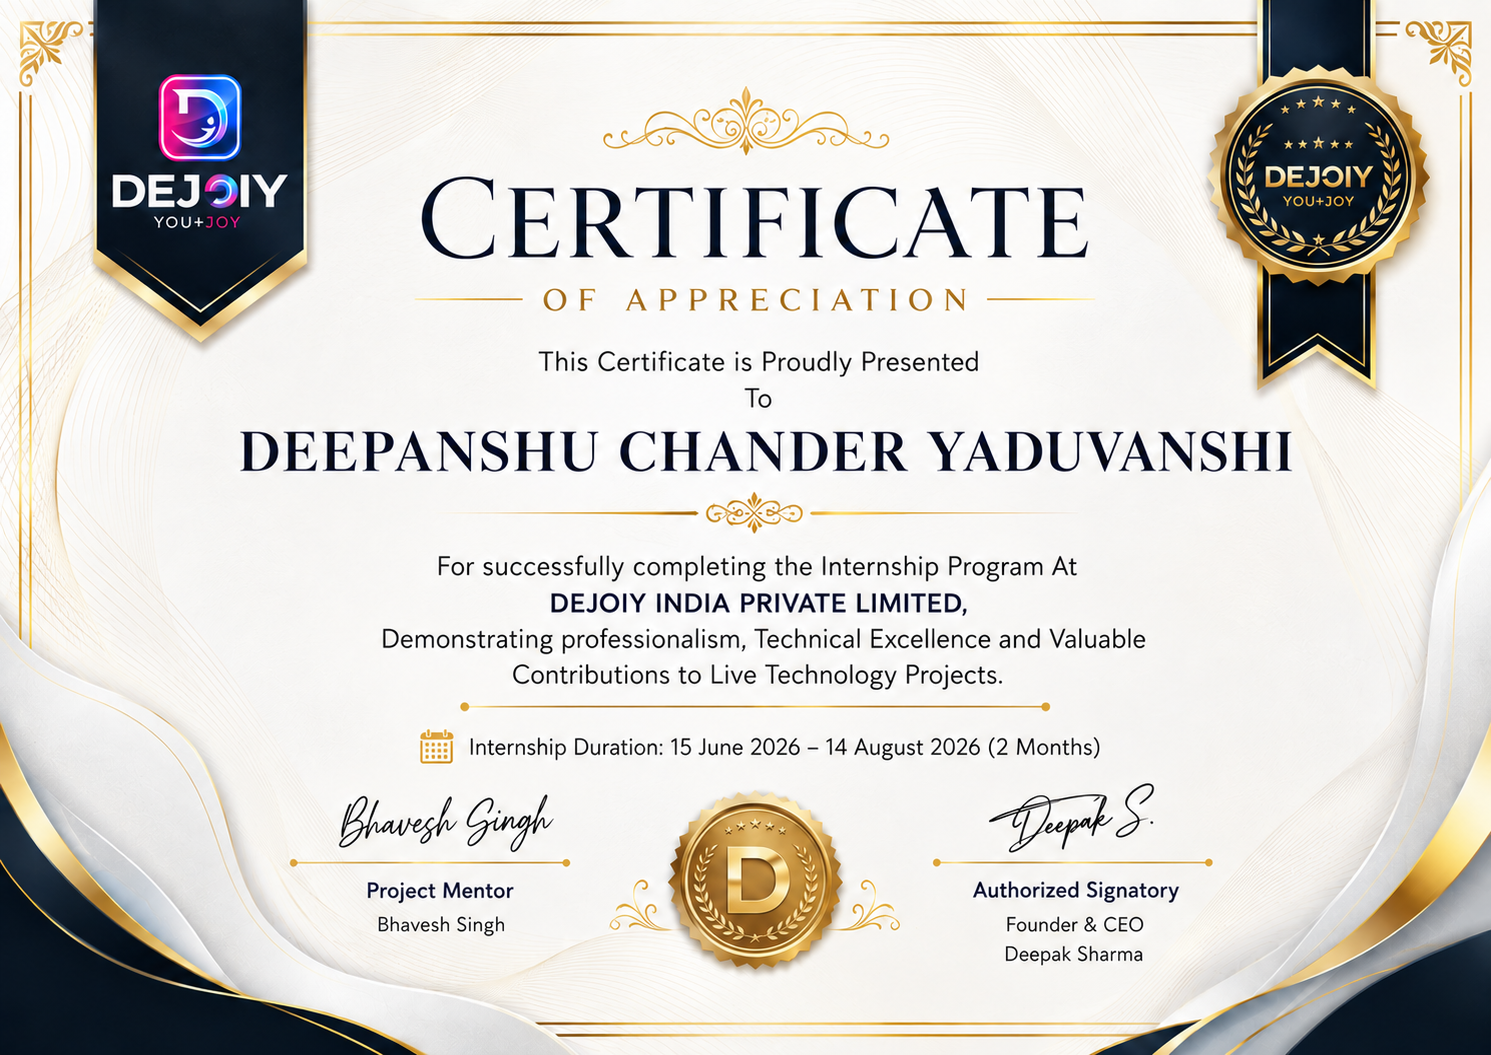 DEJOIY
YOU+JOY
DEJOIY
YOU+JOY
CERTIFICATE
OF APPRECIATION
This Certificate is Proudly Presented
To
DEEPANSHU CHANDER YADUVANSHI
For successfully completing the Internship Program At
DEJOIY INDIA PRIVATE LIMITED,
Demonstrating professionalism, Technical Excellence and Valuable
Contributions to Live Technology Projects.
Internship Duration: 15 June 2026 – 14 August 2026 (2 Months)
Bhavesh Singh
Project Mentor
Bhavesh Singh
D
Deepak S.
Authorized Signatory
Founder & CEO
Deepak Sharma